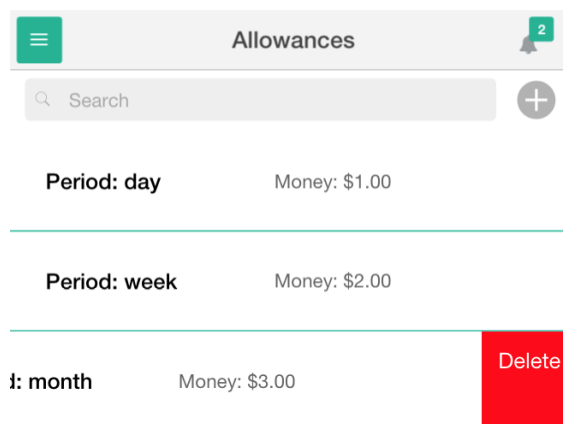 Allowances
2
Search
Period: day Money: $1.00
Period: week Money: $2.00
d: month Money: $3.00
Delete